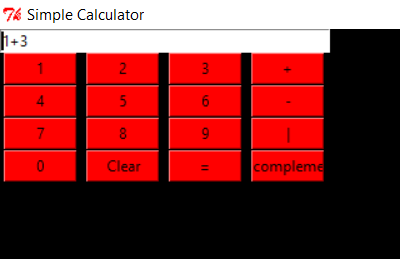 Simple Calculator
1+3
1 2 3 +
4 5 6 -
7 8 9 |
0 Clear = compleme